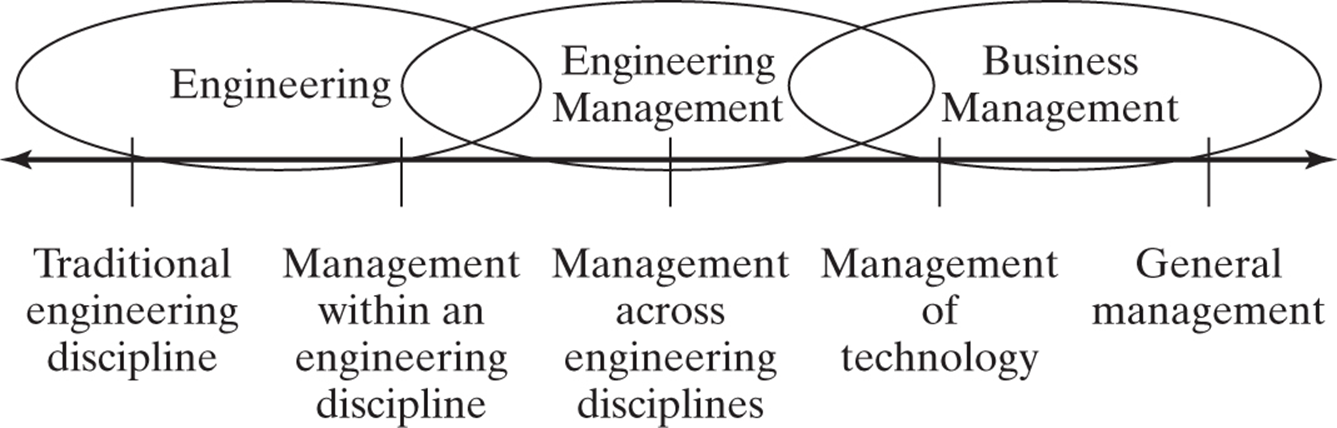 Engineering
Engineering
Management
Business
Management
Traditional
engineering
discipline
Management
within an
engineering
discipline
Management
across
engineering
disciplines
Management
of
technology
General
management